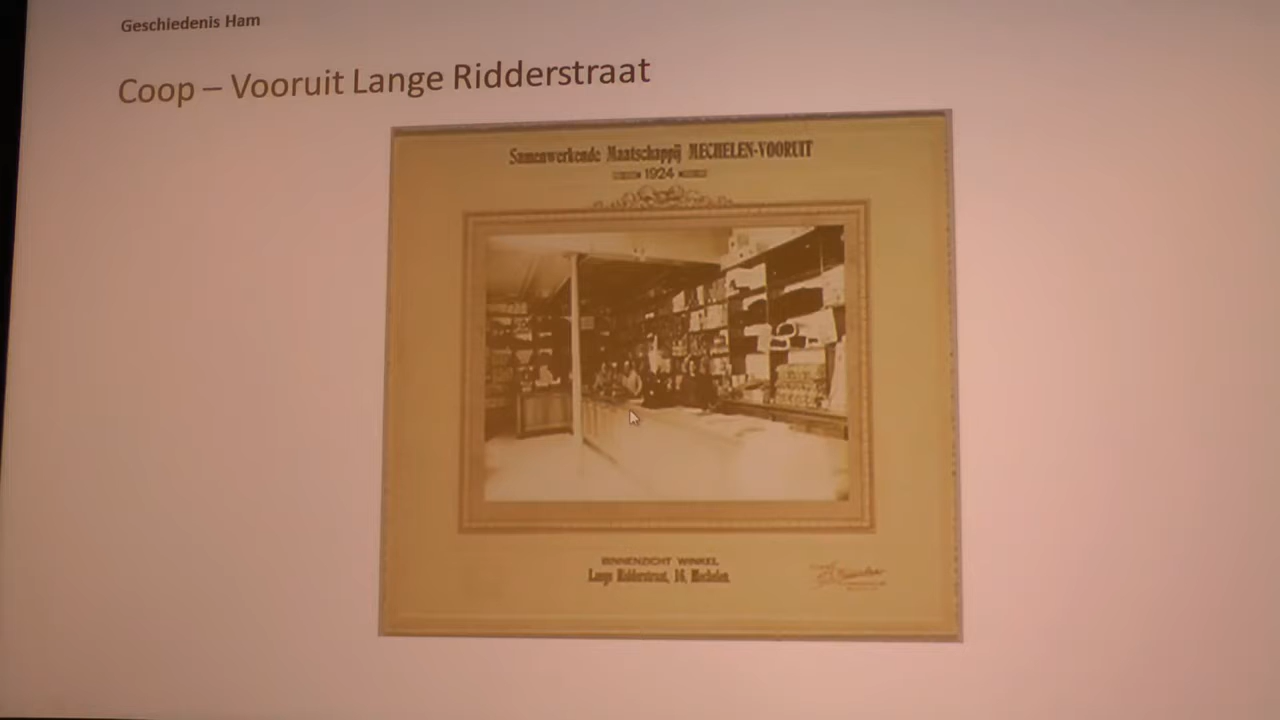 Geschiedenis Ham
Coop – Vooruit Lange Ridderstraat
Samenwerkende Maatschappij MECHELEN-VOORUIT
1924
BINNENZICHT WINKEL
Lange Ridderstraat, 16, Mechelen.